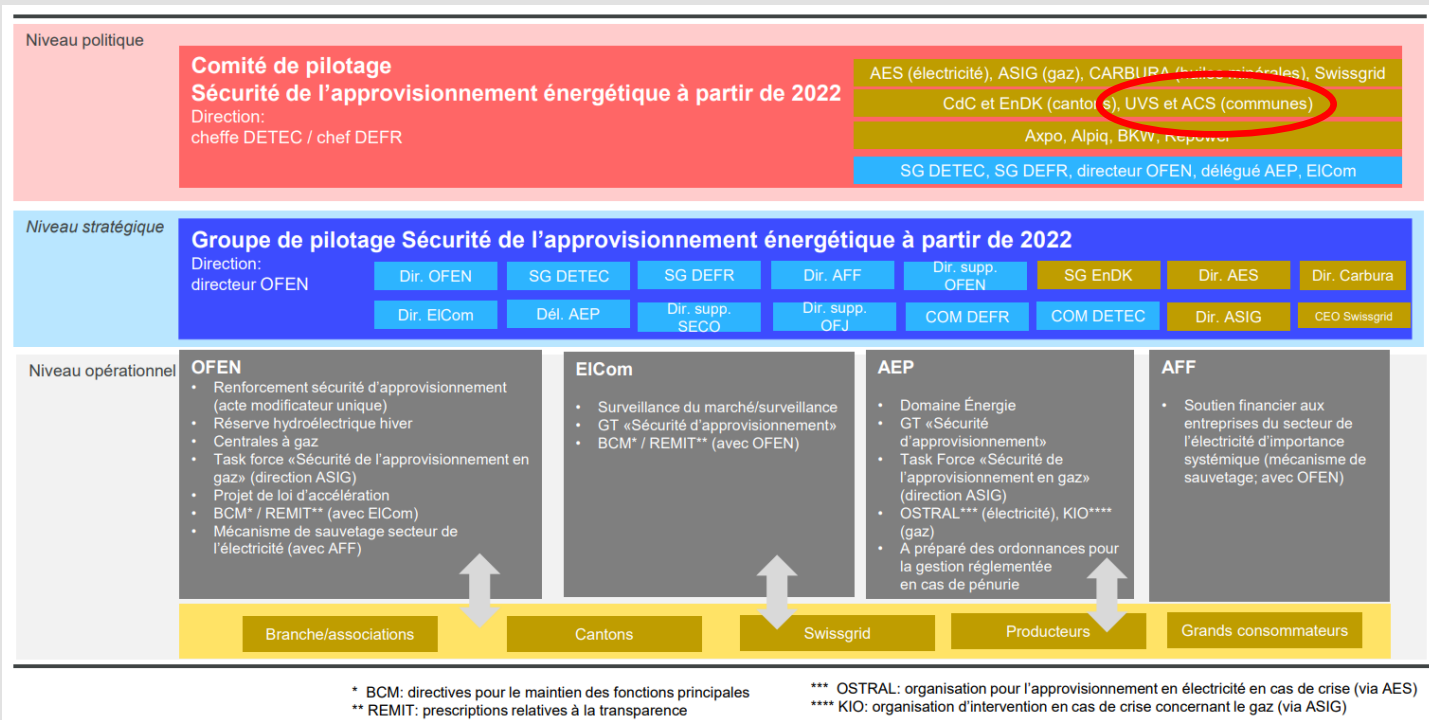 Niveau politique
Comité de pilotage
Sécurité de l'approvisionnement énergétique à partir de 2022
Direction:
cheffe DETEC / chef DEFR
AES (électricité), ASIG (gaz), CARBURA (huiles minérales), Swissgrid
CdC et EnDK (cantons), UVS et ACS (communes)
Axpo, Alpiq, BKW, Repower
SG DETEC, SG DEFR, directeur OFEN, délégué AEP, ElCom
Niveau stratégique
Groupe de pilotage Sécurité de l'approvisionnement énergétique à partir de 2022
Direction:
directeur OFEN
Dir. OFEN
SG DETEC
SG DEFR
Dir. AFF
Dir. supp.
OFEN
SG EnDK
Dir. AES
Dir. Carbura
Dir. ElCom
Dél. AEP
Dir. supp.
SECO
Dir. supp.
OFJ
COM DEFR
COM DETEC
Dir. ASIG
CEO Swissgrid
Niveau opérationnel
OFEN
• Renforcement sécurité d'approvisionnement
(acte modificateur unique)
• Réserve hydroélectrique hiver
• Centrales à gaz
• Task force «Sécurité de l'approvisionnement en
gaz» (direction ASIG)
• Projet de loi d'accélération
• BCM* / REMIT** (avec ElCom)
• Mécanisme de sauvetage secteur de
l'électricité (avec AFF)
ElCom
• Surveillance du marché/surveillance
• GT «Sécurité d'approvisionnement»
• BCM* / REMIT** (avec OFEN)
AEP
• Domaine Énergie
• GT «Sécurité
d'approvisionnement»
• Task Force «Sécurité de
l'approvisionnement en gaz»
(direction ASIG)
• OSTRAL*** (électricité), KIO****
(gaz)
• A préparé des ordonnances pour
la gestion réglementée
en cas de pénurie
AFF
• Soutien financier aux
entreprises du secteur de
l'électricité d'importance
systémique (mécanisme de
sauvetage; avec OFEN)
Branche/associations
Cantons
Swissgrid
Producteurs
Grands consommateurs
* BCM: directives pour le maintien des fonctions principales
** REMIT: prescriptions relatives à la transparence
*** OSTRAL: organisation pour l'approvisionnement en électricité en cas de crise (via AES)
**** KIO: organisation d'intervention en cas de crise concernant le gaz (via ASIG)